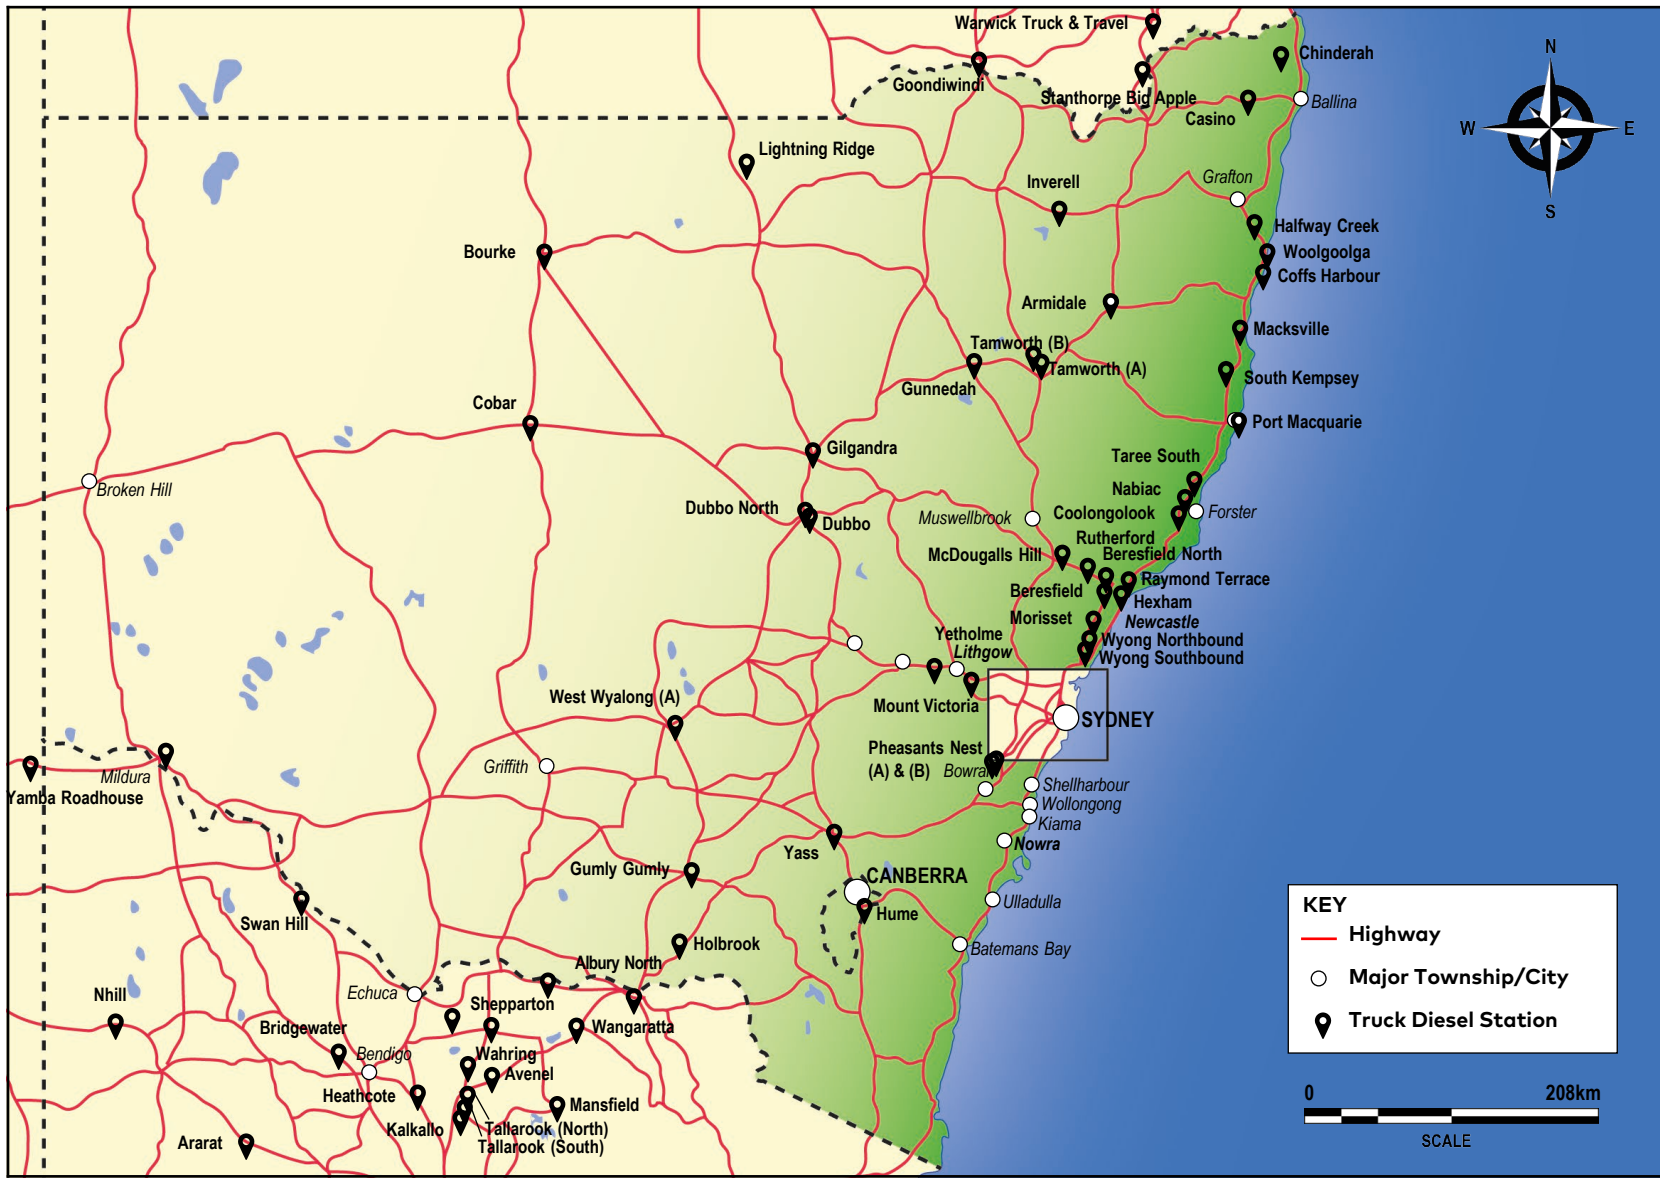 Warwick Truck & Travel
Chinderah
Goondiwindi
Stanthorpe Big Apple
Ballina
Casino
Lightning Ridge
Inverell
Grafton
Halfway Creek
Bourke
Woolgoolga
Coffs Harbour
Armidale
Macksville
Tamworth (B)
Tamworth (A)
Gunnedah
South Kempsey
Cobar
Port Macquarie
Gilgandra
Taree South
Broken Hill
Nabiac
Dubbo North
Dubbo
Muswellbrook
Coolongolook
Forster
Rutherford
McDougalls Hill
Beresfield North
Raymond Terrace
Beresfield
Hexham
Morisset
Newcastle
Yetholme
Lithgow
Wyong Northbound
Wyong Southbound
West Wyalong (A)
Mount Victoria
SYDNEY
Pheasants Nest
(A) & (B)
Bowral
Griffith
Mildura
Yamba Roadhouse
Shellharbour
Wollongong
Kiama
Nowra
Yass
Gumly Gumly
CANBERRA
Hume
Ulladulla
Swan Hill
Holbrook
Batemans Bay
Albury North
Echuca
Shepparton
Nhill
Bridgewater
Bendigo
Wangaratta
Wahring
Avenel
Heathcote
Mansfield
Kalkallo
Tallarook (North)
Tallarook (South)
Ararat
N
W
E
S
KEY
Highway
Major Township/City
Truck Diesel Station
0 208km
SCALE